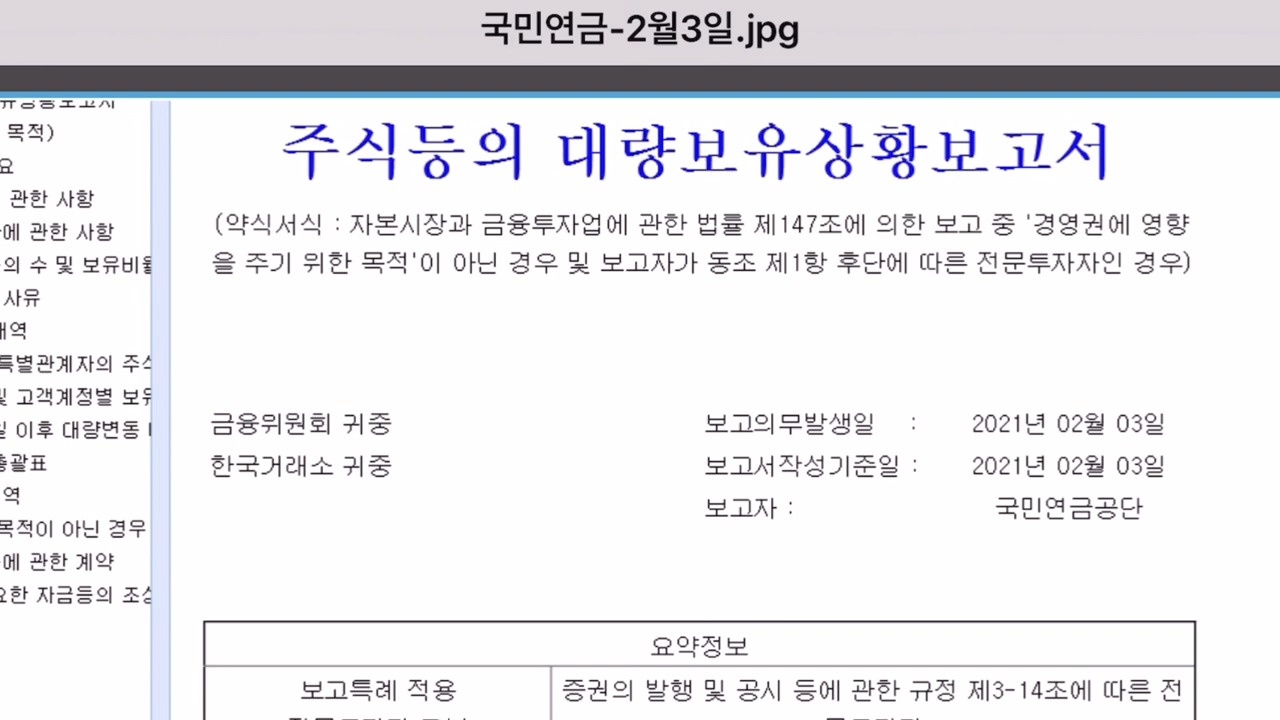 국민연금-2월3일.jpg
목적)
요
관한 사항
에 관한 사항
의 수 및 보유비율
사유
내역
특별관계자의 주식
및 고객계정별 보유
일 이후 대량변동
총괄표
역
목적이 아닌 경우
에 관한 계약
요한 자금등의 조성
주식등의 대량보유상황보고서
(약식서식 : 자본시장과 금융투자업에 관한 법률 제147조에 의한 보고 중 '경영권에 영향
을 주기 위한 목적'이 아닌 경우 및 보고자가 동조 제1항 후단에 따른 전문투자자인 경우)
금융위원회 귀중
한국거래소 귀중
보고의무발생일 : 2021년 02월 03일
보고서작성기준일 : 2021년 02월 03일
보고자 : 국민연금공단
요약정보
보고특례 적용
증권의 발행 및 공시 등에 관한 규정 제3-14조에 따른 전